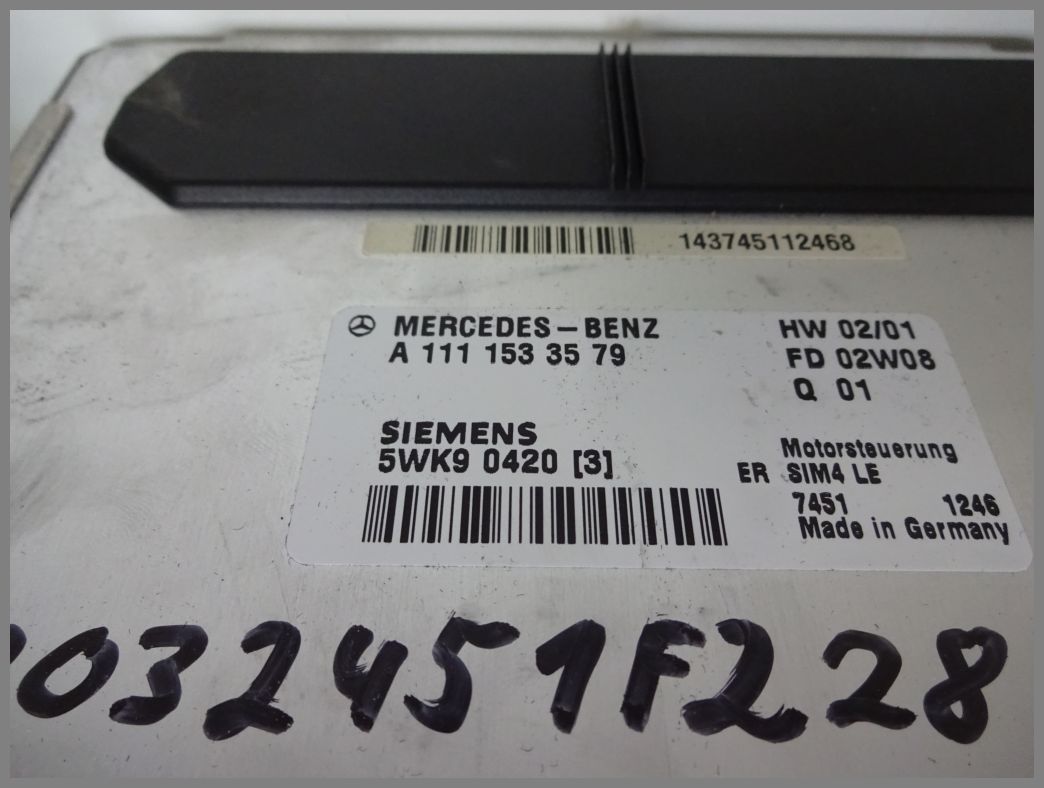 143745112468
MERCEDES-BENZ
A 111 153 35 79
HW 02/01
FD 02W08
Q 01
SIEMENS
5WK9 0420 [3]
Motorsteuerung
ER SIM4 LE
7451 1246
Made in Germany
032451F228